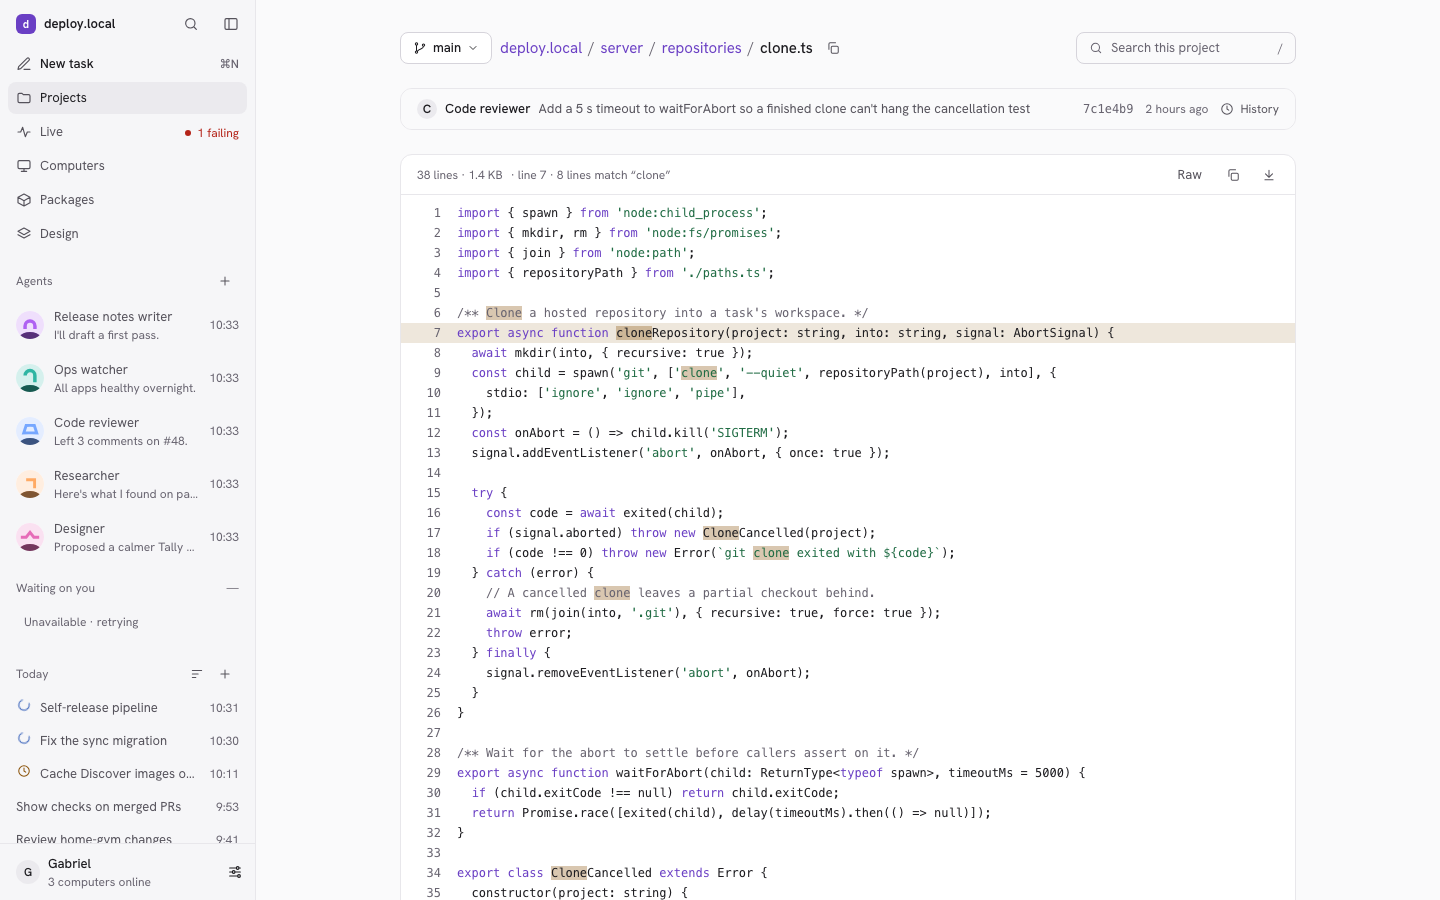 d deploy.local
New task ⌘N
Projects
Live 1 failing
Computers
Packages
Design
Agents
Release notes writer
I'll draft a first pass.
10:33
Ops watcher
All apps healthy overnight.
10:33
Code reviewer
Left 3 comments on #48.
10:33
Researcher
Here's what I found on pa...
10:33
Designer
Proposed a calmer Tally ...
10:33
Waiting on you
Unavailable · retrying
Today
Self-release pipeline 10:31
Fix the sync migration 10:30
Cache Discover images o... 10:11
Show checks on merged PRs 9:53
Review home-gym changes 9:41
G Gabriel
3 computers online
main deploy.local / server / repositories / clone.ts
Search this project /
C Code reviewer Add a 5 s timeout to waitForAbort so a finished clone can't hang the cancellation test 7c1e4b9 2 hours ago History
38 lines · 1.4 KB · line 7 · 8 lines match “clone” Raw
1 import { spawn } from 'node:child_process';
2 import { mkdir, rm } from 'node:fs/promises';
3 import { join } from 'node:path';
4 import { repositoryPath } from './paths.ts';
5
6 /** Clone a hosted repository into a task's workspace. */
7 export async function cloneRepository(project: string, into: string, signal: AbortSignal) {
8 await mkdir(into, { recursive: true });
9 const child = spawn('git', ['clone', '--quiet', repositoryPath(project), into], {
10 stdio: ['ignore', 'ignore', 'pipe'],
11 });
12 const onAbort = () => child.kill('SIGTERM');
13 signal.addEventListener('abort', onAbort, { once: true });
14
15 try {
16 const code = await exited(child);
17 if (signal.aborted) throw new CloneCancelled(project);
18 if (code !== 0) throw new Error(`git clone exited with ${code}`);
19 } catch (error) {
20 // A cancelled clone leaves a partial checkout behind.
21 await rm(join(into, '.git'), { recursive: true, force: true });
22 throw error;
23 } finally {
24 signal.removeEventListener('abort', onAbort);
25 }
26 }
27
28 /** Wait for the abort to settle before callers assert on it. */
29 export async function waitForAbort(child: ReturnType<typeof spawn>, timeoutMs = 5000) {
30 if (child.exitCode !== null) return child.exitCode;
31 return Promise.race([exited(child), delay(timeoutMs).then(() => null)]);
32 }
33
34 export class CloneCancelled extends Error {
35 constructor(project: string) {